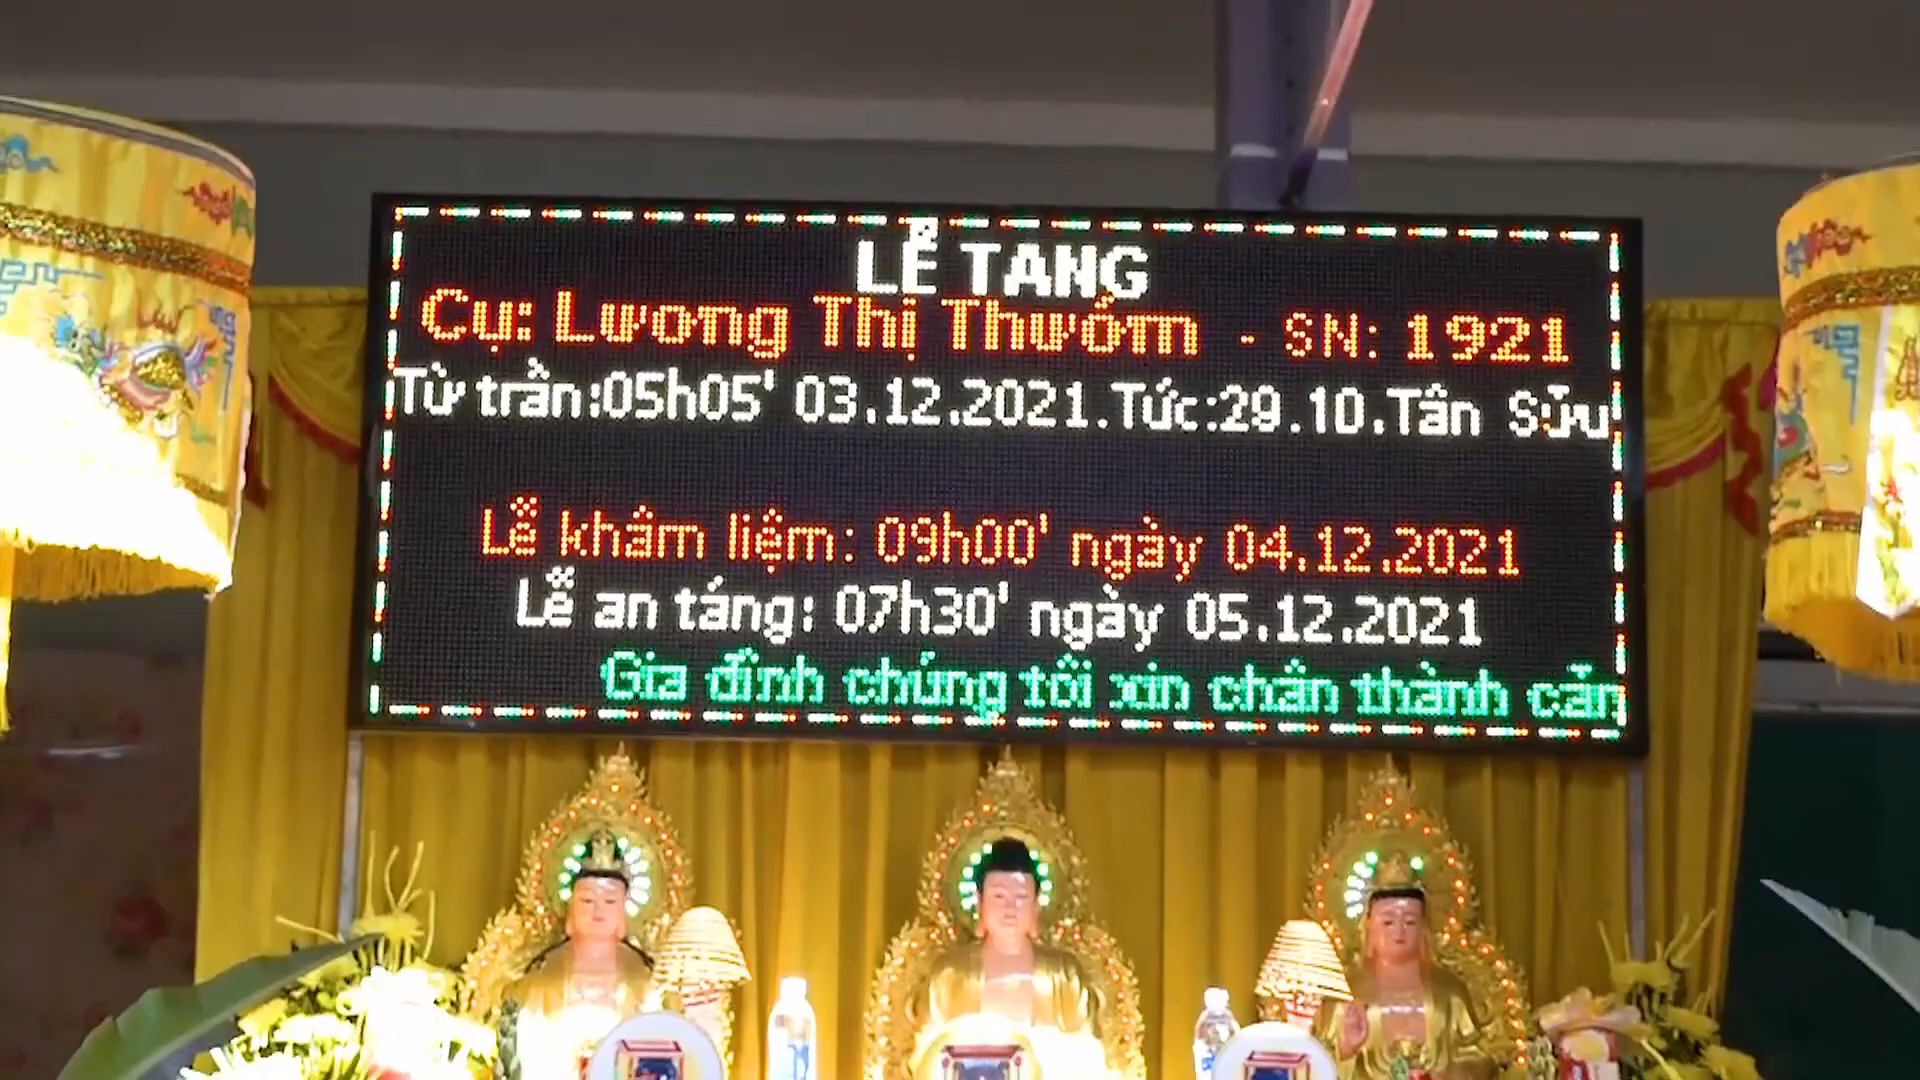 LỄ TANG
Cụ: Lương Thị Thướm - SN: 1921
Từ trần:05h05' 03.12.2021.Tức:29.10.Tân Sửu
Lễ khâm liệm: 09h00' ngày 04.12.2021
Lễ an táng: 07h30' ngày 05.12.2021
Gia đình chúng tôi xin chân thành cản